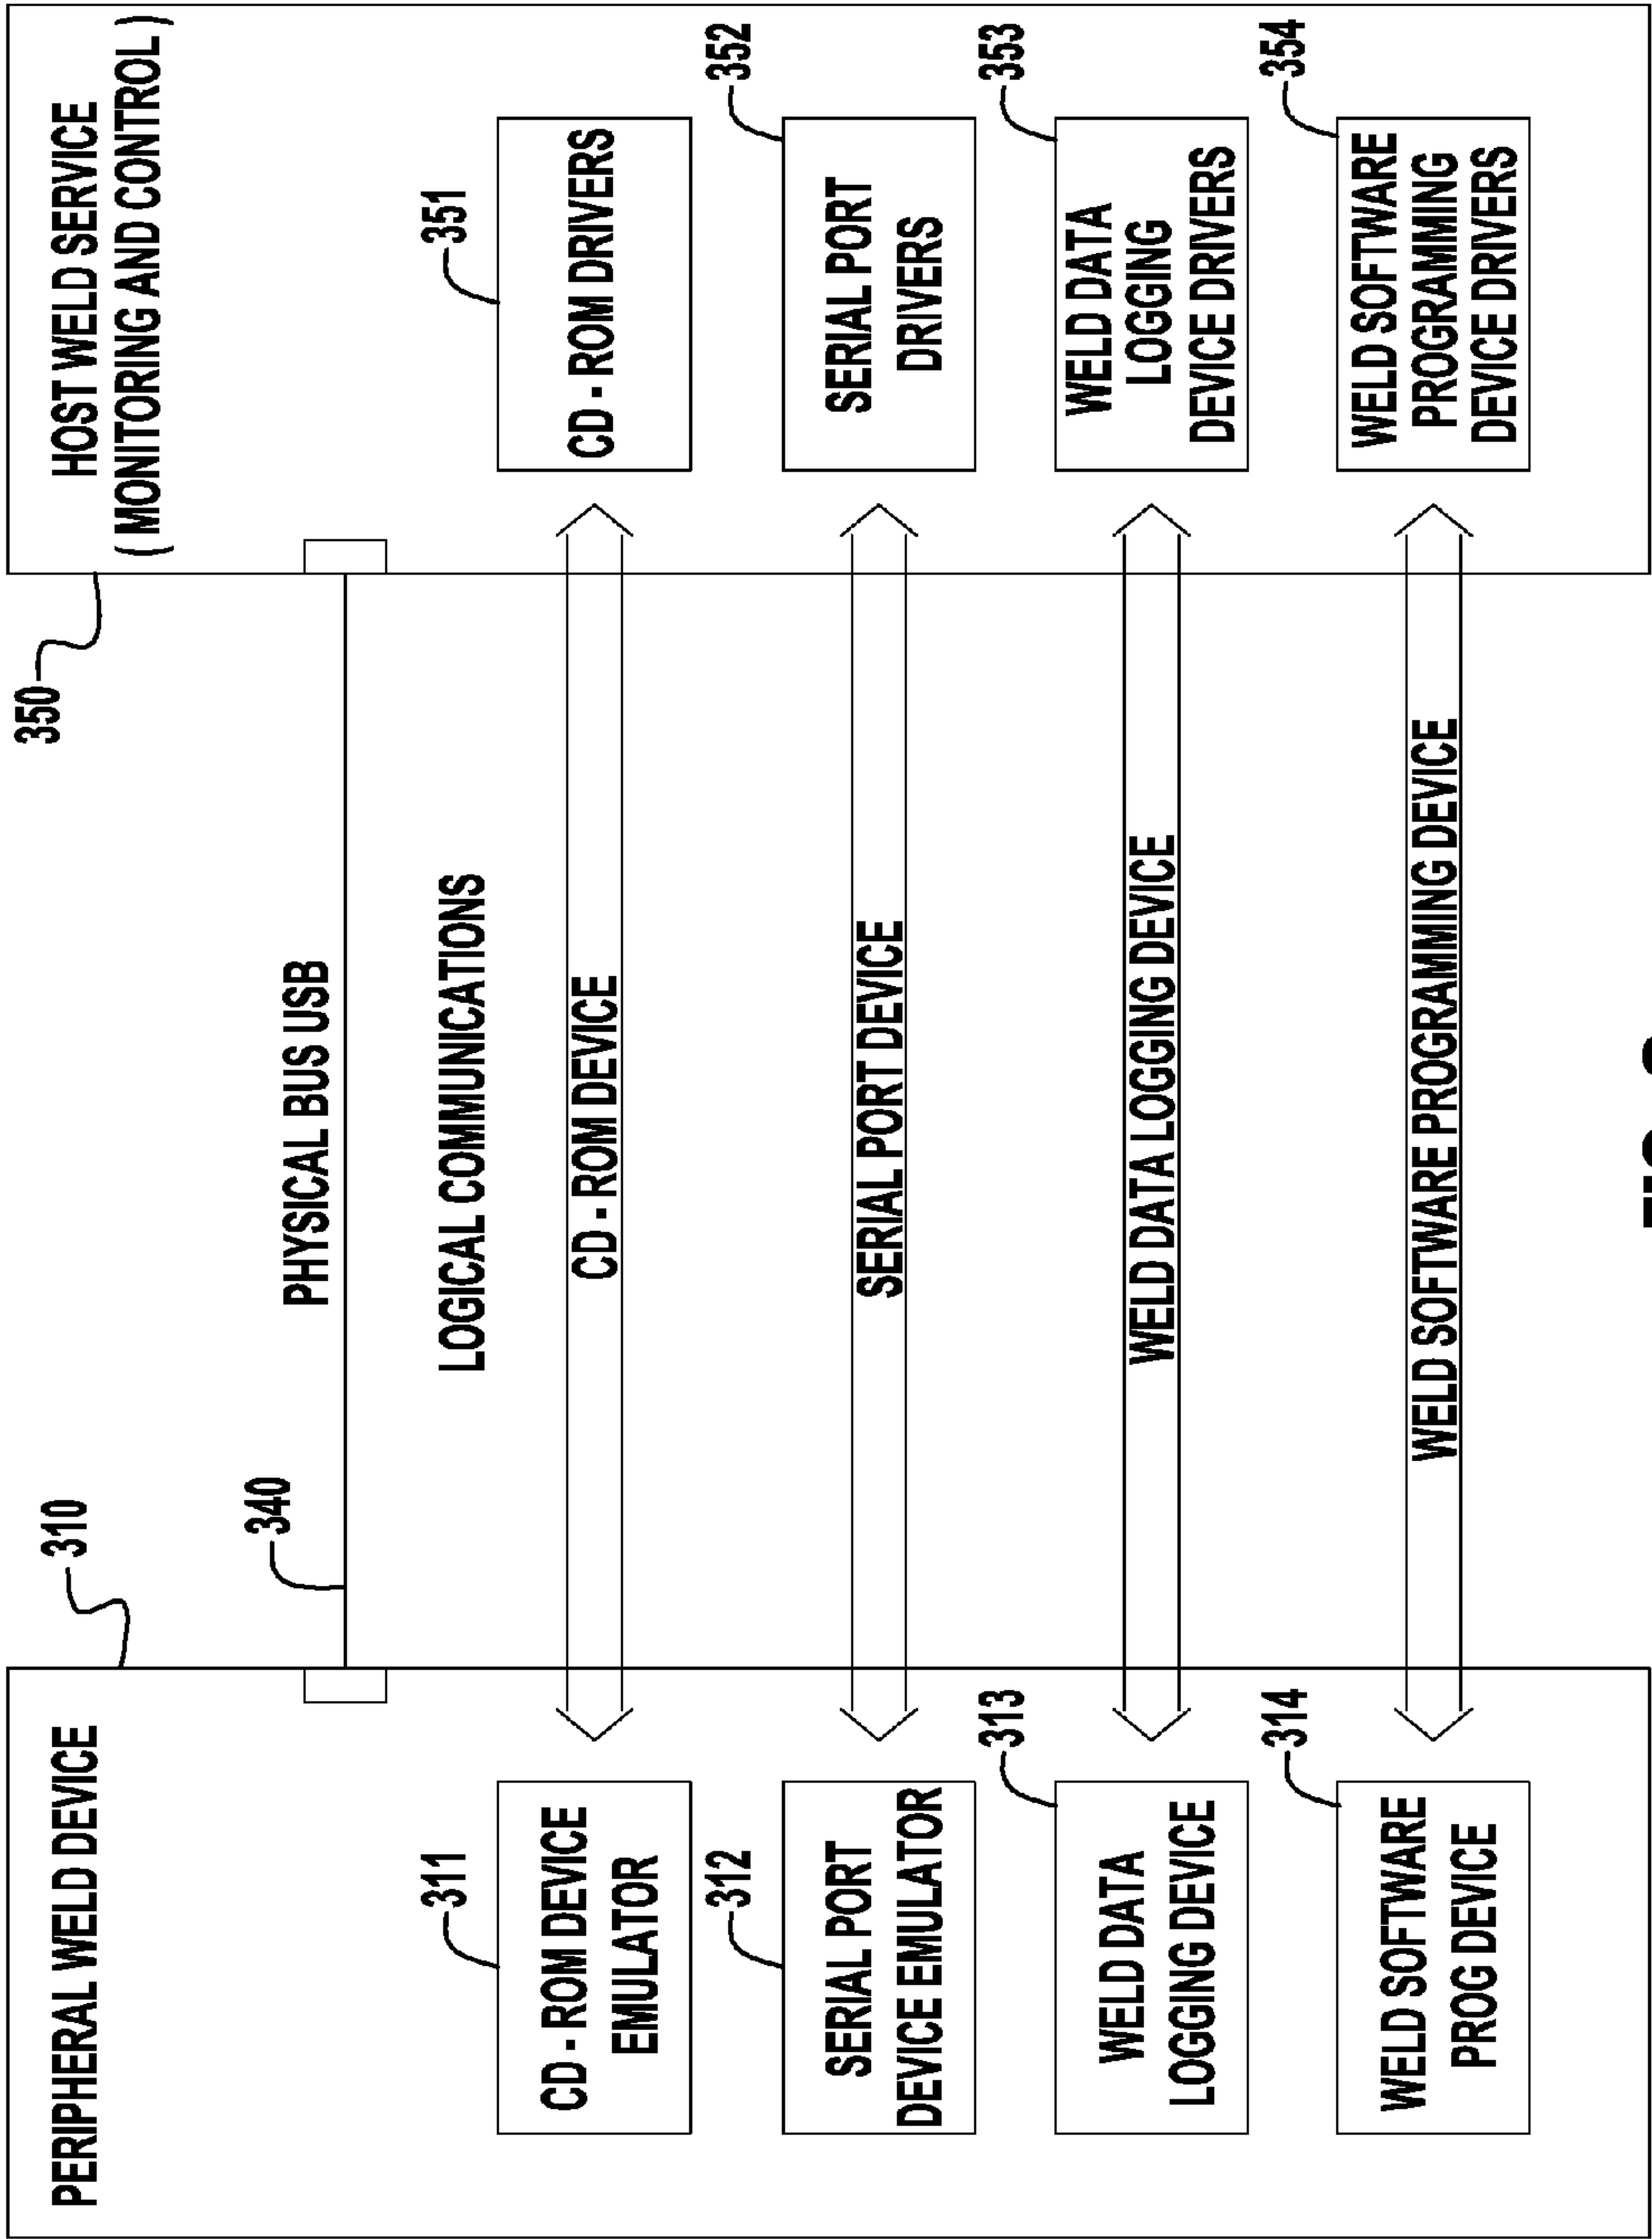 PERIPHERAL WELD DEVICE
310
311
CD - ROM DEVICE
EMULATOR
312
SERIAL PORT
DEVICE EMULATOR
313
WELD DATA
LOGGING DEVICE
314
WELD SOFTWARE
PROG DEVICE
340
PHYSICAL BUS USB
LOGICAL COMMUNICATIONS
CD - ROM DEVICE
SERIAL PORT DEVICE
WELD DATA LOGGING DEVICE
WELD SOFTWARE PROGRAMMING DEVICE
350
HOST WELD SERVICE
( MONITORING AND CONTROL )
351
CD - ROM DRIVERS
352
SERIAL PORT
DRIVERS
353
WELD DATA
LOGGING
DEVICE DRIVERS
354
WELD SOFTWARE
PROGRAMMING
DEVICE DRIVERS